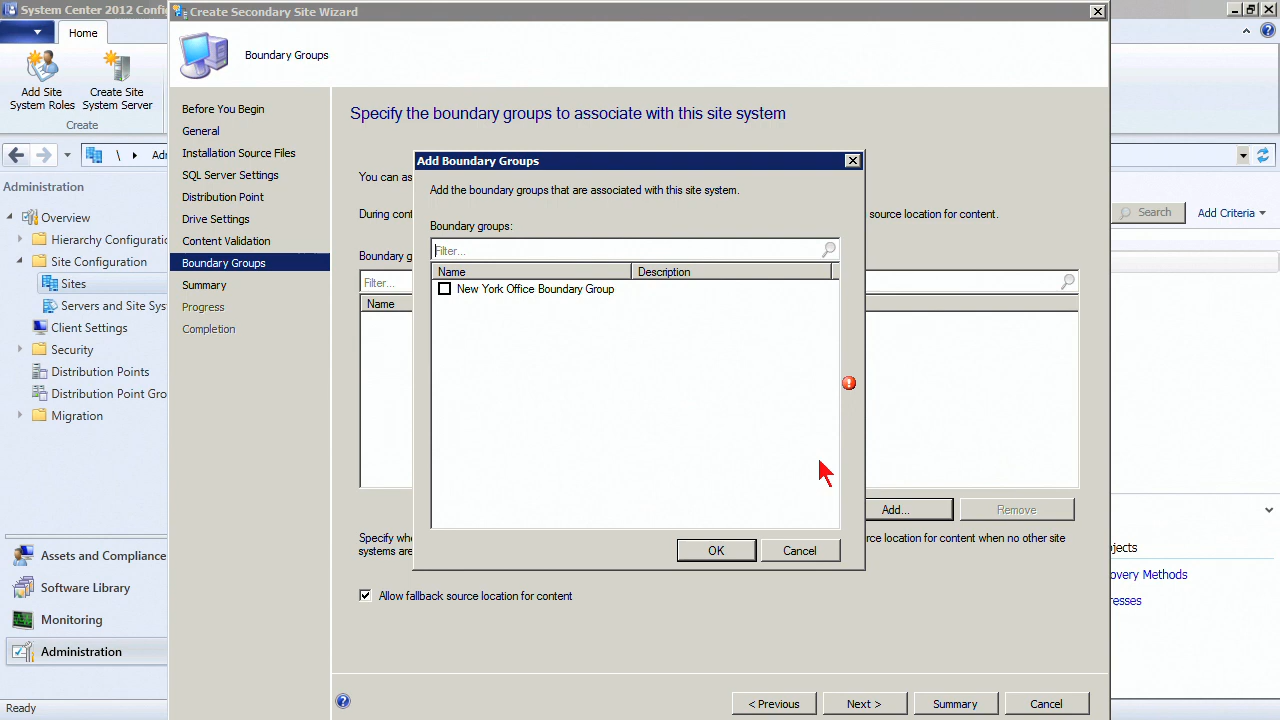 System Center 2012 Confi
Create Secondary Site Wizard
Home
Add Site
System Roles
Create Site
System Server
Create
\ Ad
Administration
Overview
Hierarchy Configuratio
Site Configuration
Sites
Servers and Site Sys
Client Settings
Security
Distribution Points
Distribution Point Gro
Migration
Assets and Compliance
Software Library
Monitoring
Administration
Ready
Boundary Groups
Before You Begin
General
Installation Source Files
SQL Server Settings
Distribution Point
Drive Settings
Content Validation
Boundary Groups
Summary
Progress
Completion
Specify the boundary groups to associate with this site system
You can as
During cont
source location for content.
Boundary g
Filter...
Name
Add...
Remove
Specify whe
rce location for content when no other site
systems are
Allow fallback source location for content
< Previous
Next >
Summary
Cancel
Add Boundary Groups
Add the boundary groups that are associated with this site system.
Boundary groups:
Filter...
Name
Description
New York Office Boundary Group
OK
Cancel
Search
Add Criteria
jects
overy Methods
resses